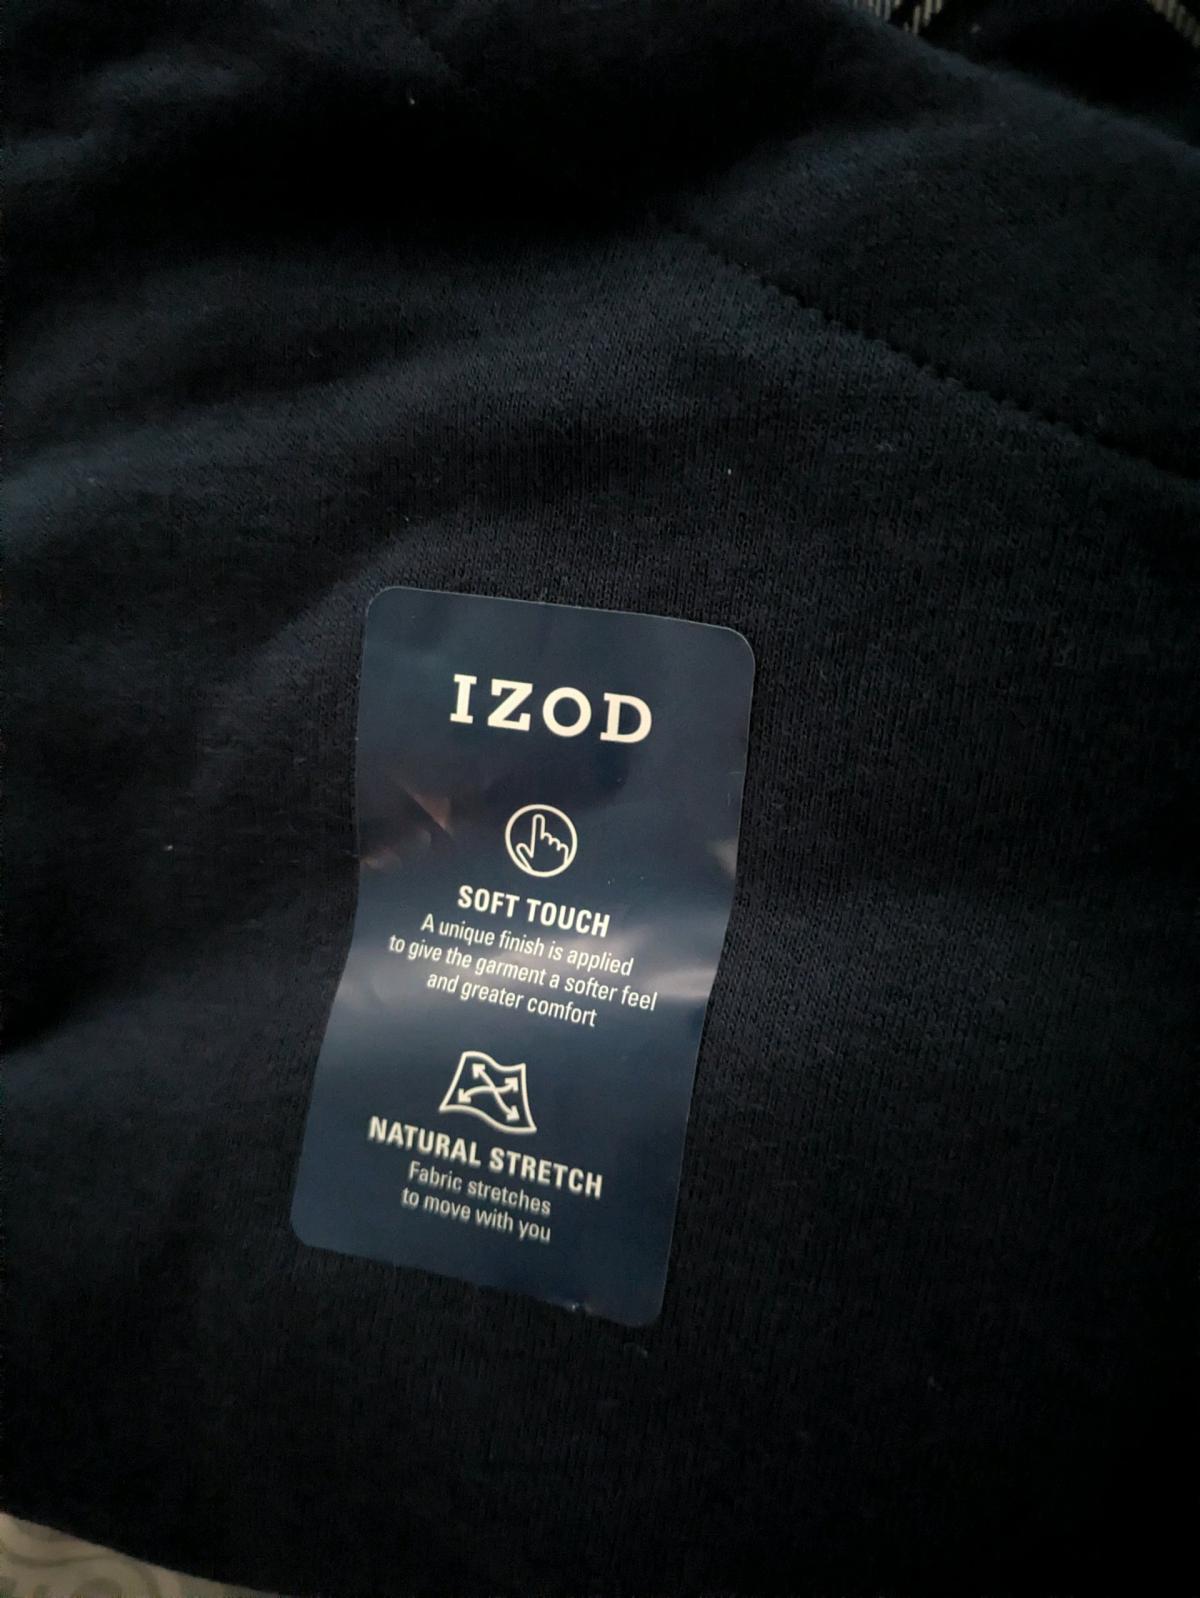 IZOD
SOFT TOUCH
A unique finish is applied
to give the garment a softer feel
and greater comfort
NATURAL STRETCH
Fabric stretches
to move with you